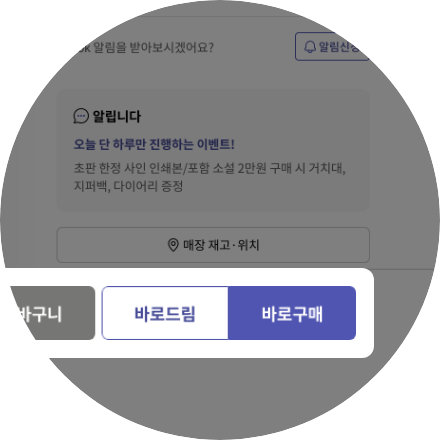 알림을 받아보시겠어요?
알림신청
알립니다
오늘 단 하루만 진행하는 이벤트!
초판 한정 사인 인쇄본/포함 소설 2만원 구매 시 거치대,
지퍼백, 다이어리 증정
매장 재고·위치
바구니 바로드림 바로구매